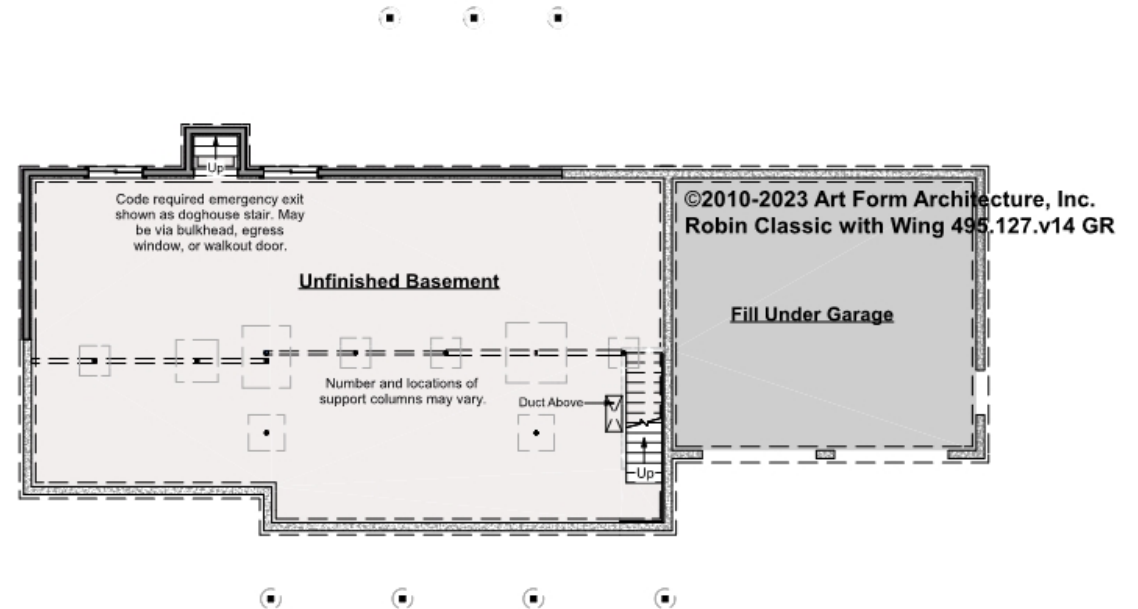 Up
Code required emergency exit
shown as doghouse stair. May
be via bulkhead, egress
window, or walkout door.
©2010-2023 Art Form Architecture, Inc.
Robin Classic with Wing 495.127.v14 GR
Unfinished Basement
Fill Under Garage
Number and locations of
support columns may vary.
Duct Above
Up